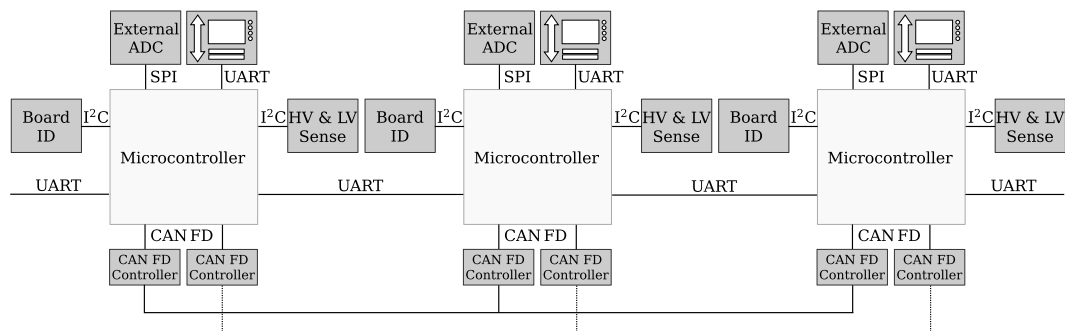 External
ADC
External
ADC
External
ADC
SPI
UART
SPI
UART
SPI
UART
Board
ID
I²C
I²C
HV & LV
Sense
Board
ID
I²C
I²C
HV & LV
Sense
Board
ID
I²C
I²C
HV & LV
Sense
Microcontroller
Microcontroller
Microcontroller
UART
UART
UART
UART
CAN FD
CAN FD
CAN FD
CAN FD
Controller
CAN FD
Controller
CAN FD
Controller
CAN FD
Controller
CAN FD
Controller
CAN FD
Controller